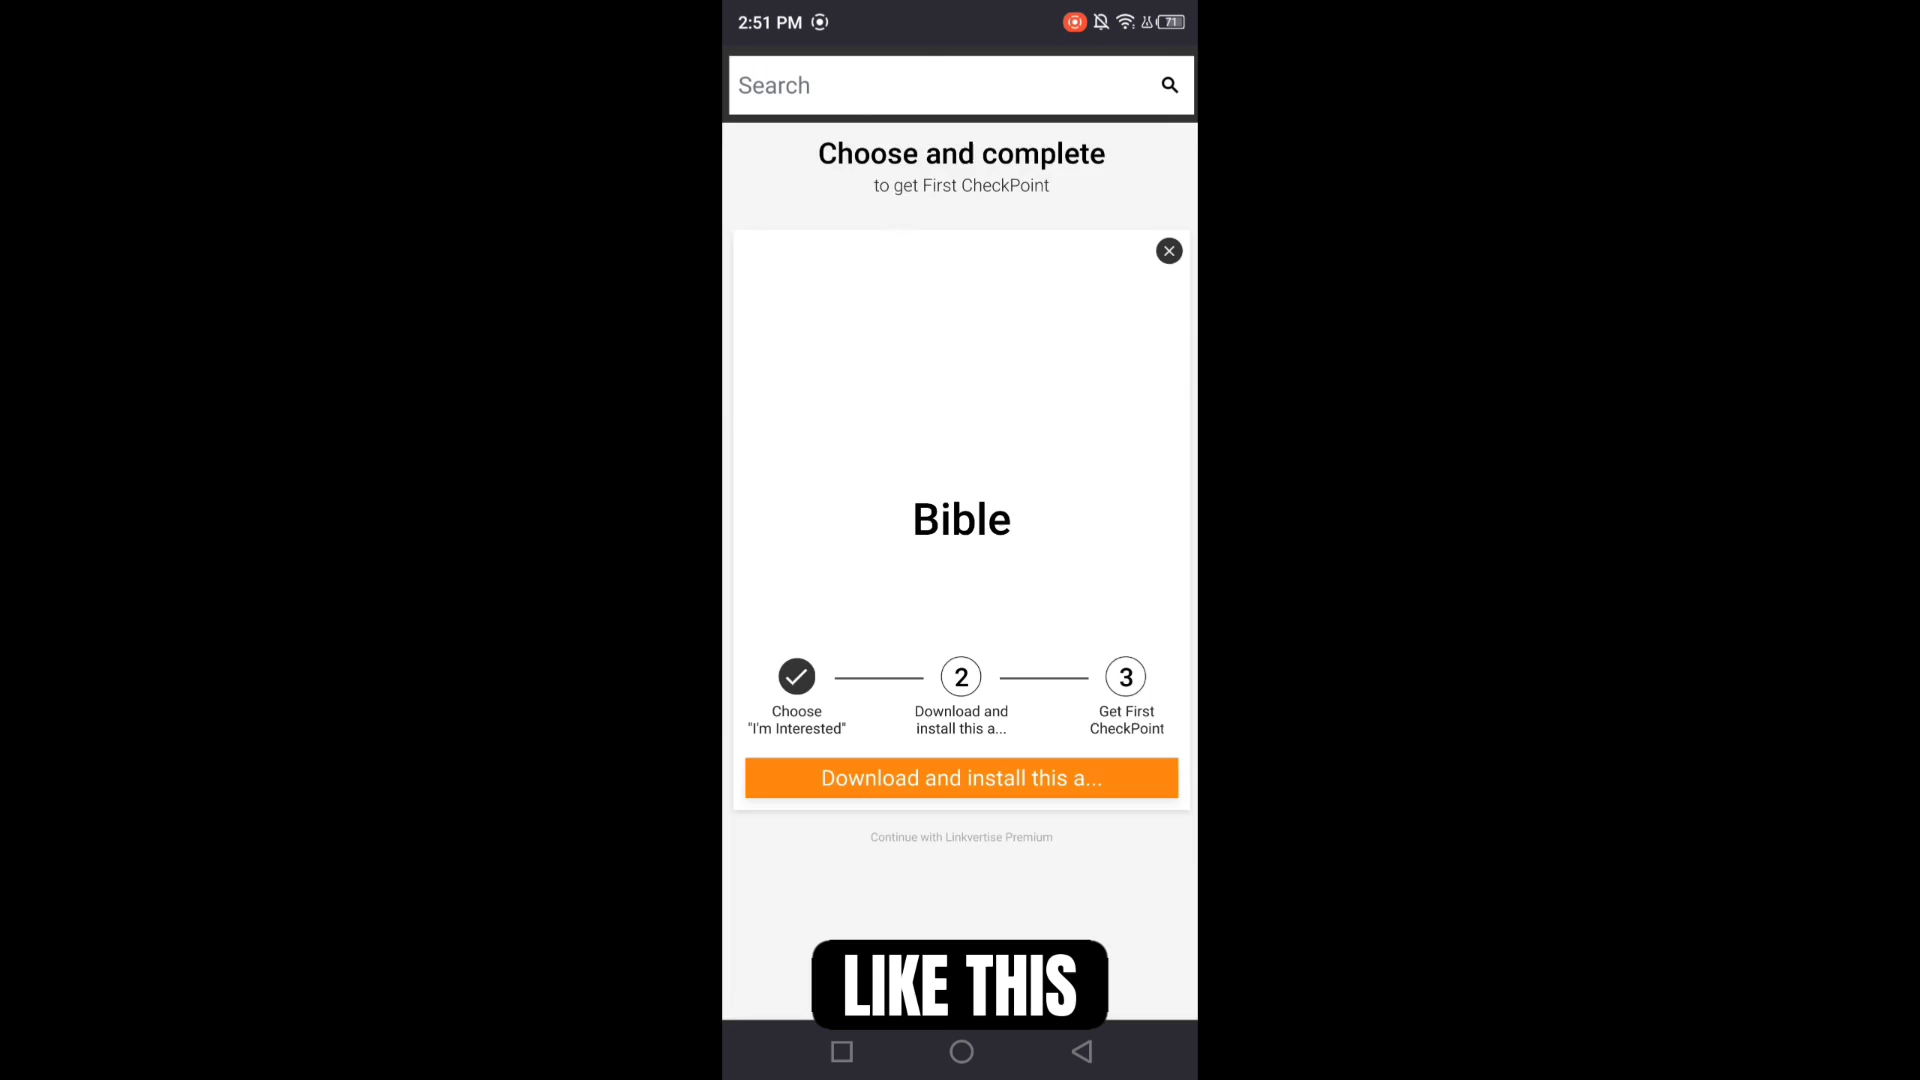 2:51 PM
71
Search
Choose and complete
to get First CheckPoint
Bible
2
3
Choose
"I'm Interested"
Download and
install this a...
Get First
CheckPoint
Download and install this a...
Continue with Linkvertise Premium
LIKE THIS